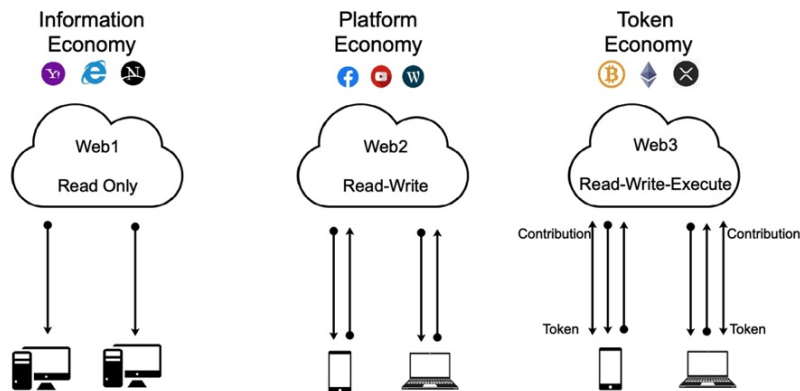 Information
Economy
Y!
e
N
Web1
Read Only
Platform
Economy
f
W
Web2
Read-Write
Token
Economy
B
X
Web3
Read-Write-Execute
Contribution
Contribution
Token
Token